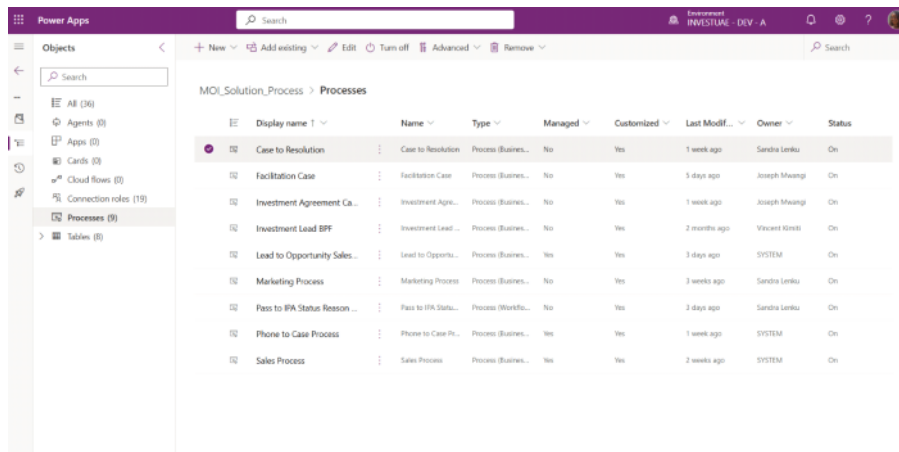 Power Apps
Search
Environment
INVESTUAE - DEV - A
?
Objects
New
Add existing
Edit
Turn off
Advanced
Remove
Search
Search
All (36)
Agents (0)
Apps (0)
Cards (0)
Cloud flows (0)
Connection roles (19)
Processes (9)
Tables (8)
MOI_Solution_Process > Processes
Display name ↑ Name Type Managed Customized Last Modif... Owner Status
Case to Resolution Case to Resolution Process (Busines... No Yes 1 week ago Sandra Lenku On
Facilitation Case Facilitation Case Process (Busines... No Yes 5 days ago Joseph Mwangi On
Investment Agreement Ca... Investment Agre... Process (Busines... No Yes 1 week ago Joseph Mwangi On
Investment Lead BPF Investment Lead ... Process (Busines... No Yes 2 months ago Vincent On
Lead to Opportunity Sales... Lead to Opportu... Process (Busines... Yes Yes 3 days ago SYSTEM On
Marketing Process Marketing Process Process (Busines... No Yes 3 weeks ago Sandra Lenku On
Pass to IPA Status Reason ... Pass to IPA Statu... Process (Workflo... No Yes 3 days ago Sandra Lenku On
Phone to Case Process Phone to Case Pr... Process (Busines... Yes Yes 1 week ago SYSTEM On
Sales Process Sales Process Process (Busines... Yes Yes 2 weeks ago SYSTEM On